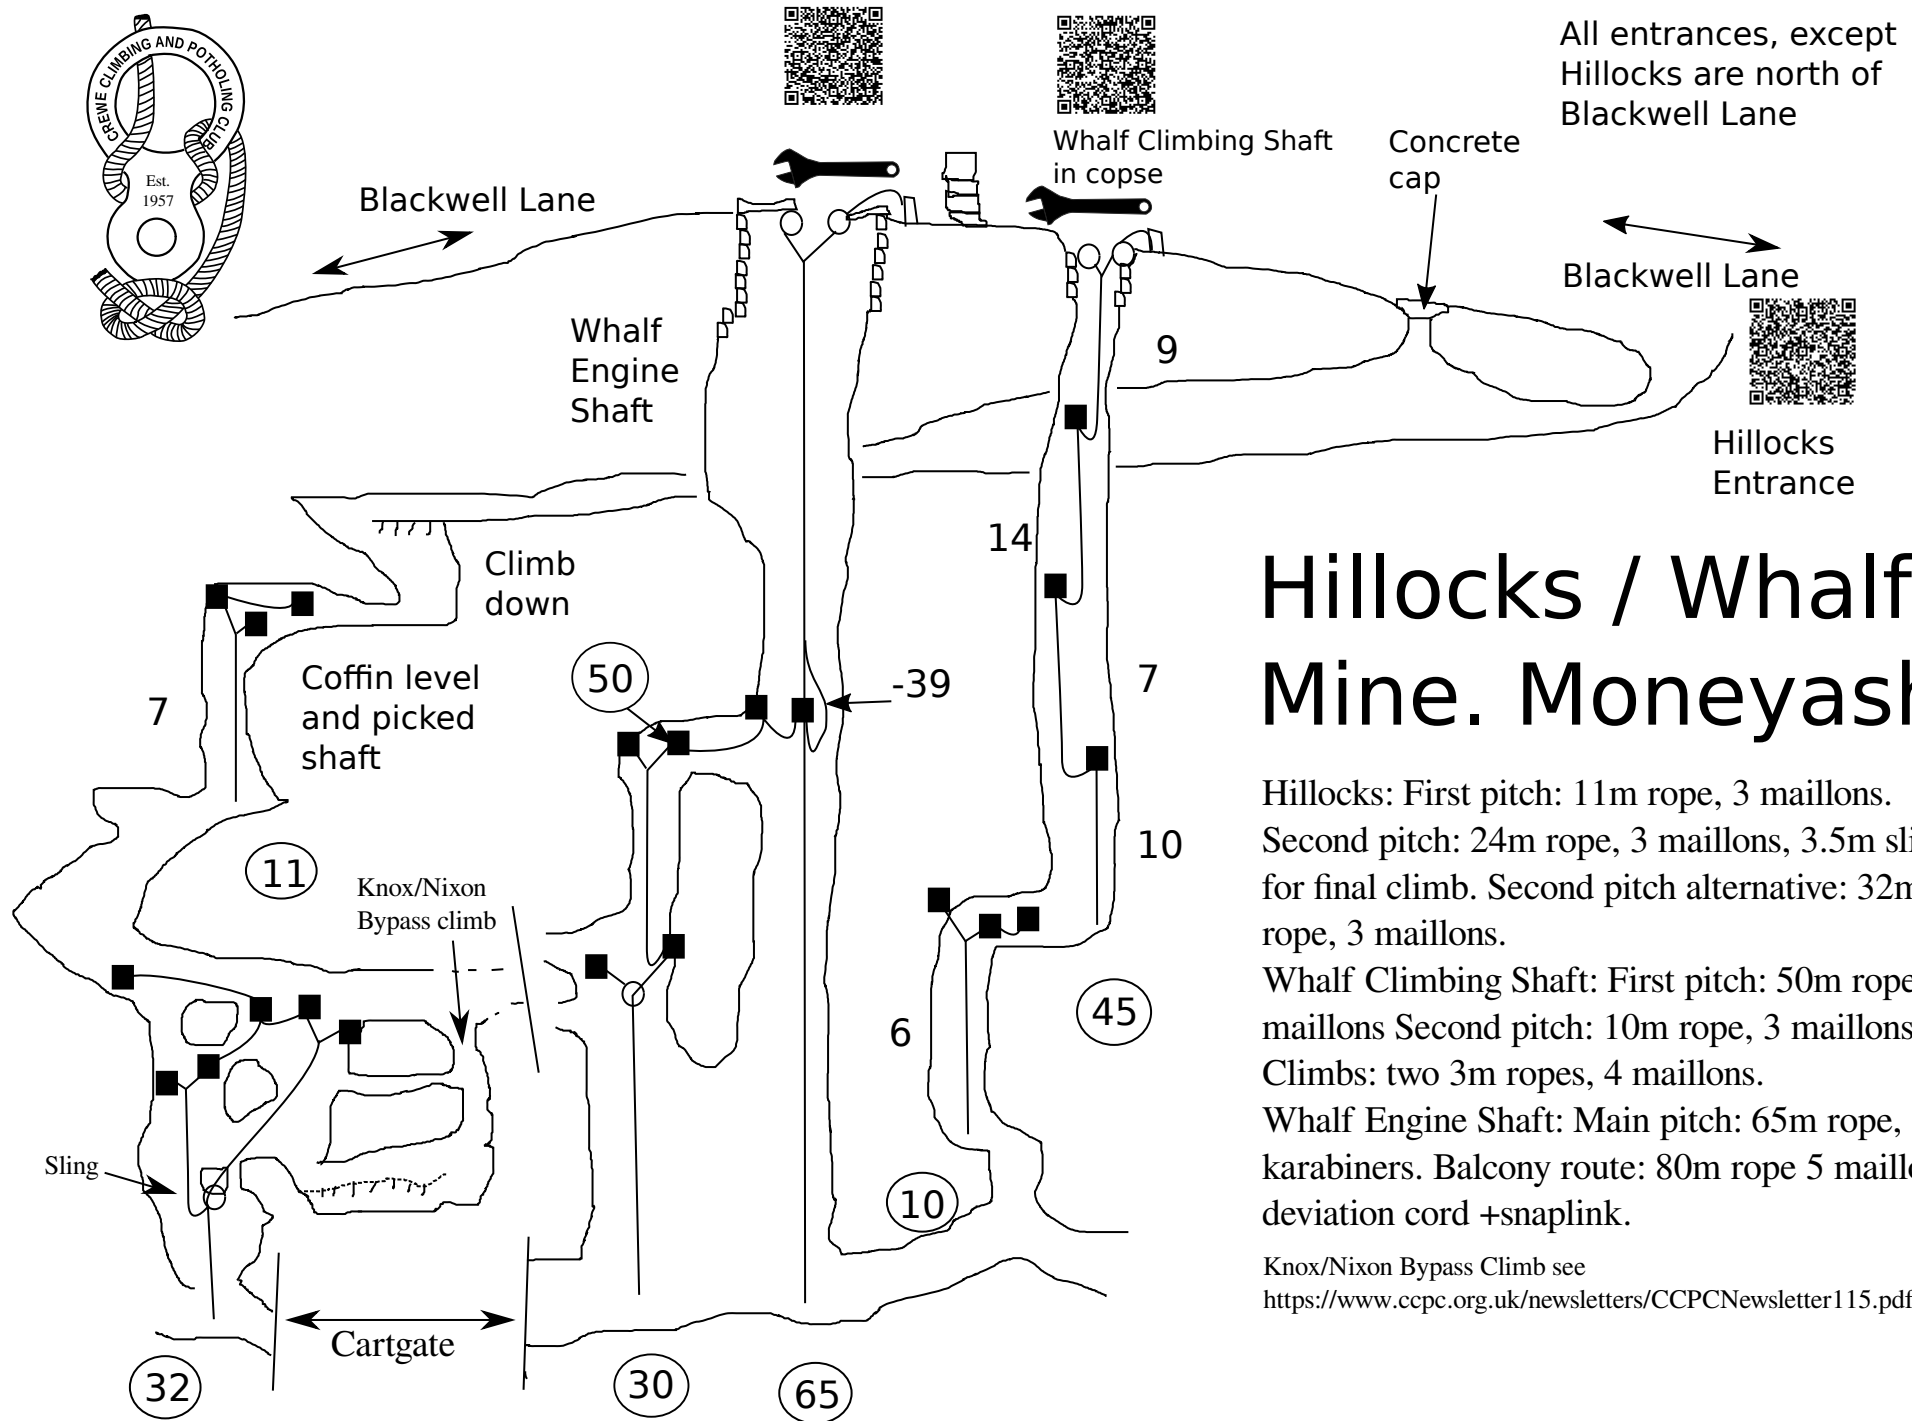 CREWE CLIMBING AND POTHOLING CLUB
Est.
1957
All entrances, except
Hillocks are north of
Blackwell Lane
Whalf Climbing Shaft
in copse
Concrete
cap
Blackwell Lane
Blackwell Lane
Whalf
Engine
Shaft
9
Hillocks
Entrance
14
Climb
down
50
-39
7
Coffin level
and picked
shaft
7
10
11
Knox/Nixon
Bypass climb
6
45
Sling
10
Cartgate
32
30
65
Hillocks / Whalf
Mine. Moneyash
Hillocks: First pitch: 11m rope, 3 maillons.
Second pitch: 24m rope, 3 maillons, 3.5m
for final climb. Second pitch alternative: 32m
rope, 3 maillons.
Whalf Climbing Shaft: First pitch: 50m rope
maillons Second pitch: 10m rope, 3 maillons
Climbs: two 3m ropes, 4 maillons.
Whalf Engine Shaft: Main pitch: 65m rope,
karabiners. Balcony route: 80m rope 5
deviation cord +snaplink.
Knox/Nixon Bypass Climb see
https://www.ccpc.org.uk/newsletters/CCPCNewsletter115.pdf